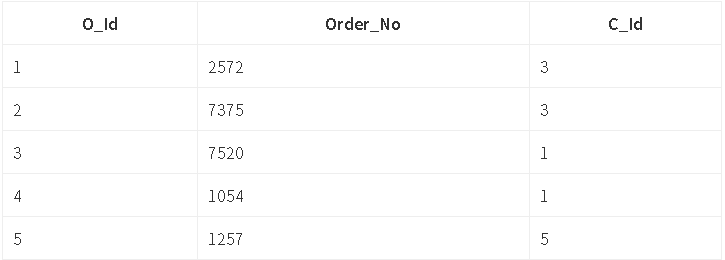 O_Id Order_No C_Id
1 2572 3
2 7375 3
3 7520 1
4 1054 1
5 1257 5